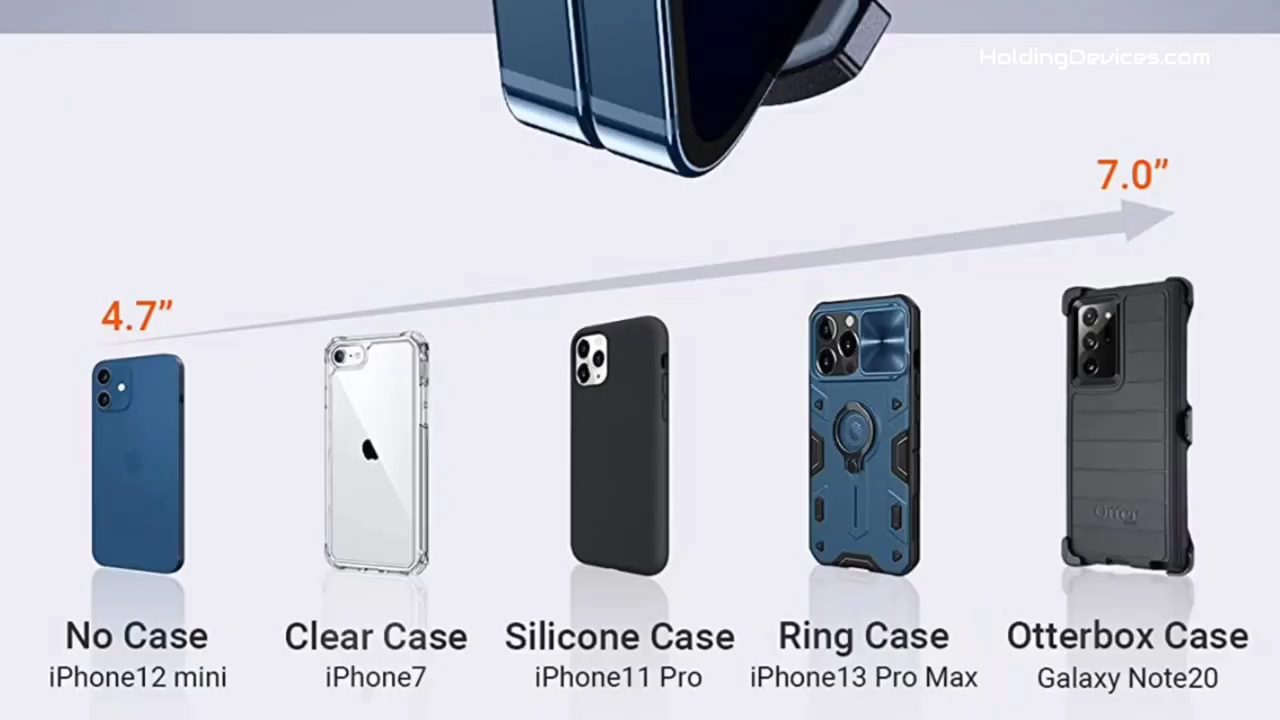 HoldingDevices.com
7.0”
4.7”
Otter
No Case
iPhone12 mini
Clear Case
iPhone7
Silicone Case
iPhone11 Pro
Ring Case
iPhone13 Pro Max
Otterbox Case
Galaxy Note20